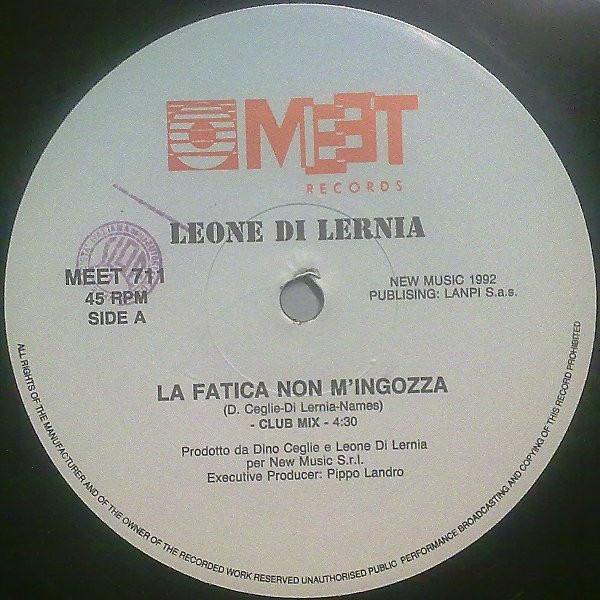 MEET
RECORDS
LEONE DI LERNIA
MEET 711
45 RPM
SIDE A
NEW MUSIC 1992
PUBLISING: LANPI S.a.s.
LA FATICA NON M'INGOZZA
(D. Ceglie-Di Lernia-Names)
- CLUB MIX - 4:30
Prodotto da Dino Ceglie e Leone Di Lernia
per New Music S.r.l.
Executive Producer: Pippo Landro
ALL RIGHTS OF THE MANUFACTURER AND OF THE OWNER OF THE RECORDED WORK RESERVED UNAUTHORISED PUBLIC PERFORMANCE BROADCASTING AND COPYING OF THIS RECORD PROHIBITED